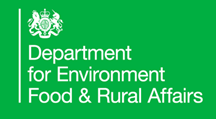 Department
for Environment
Food & Rural Affairs